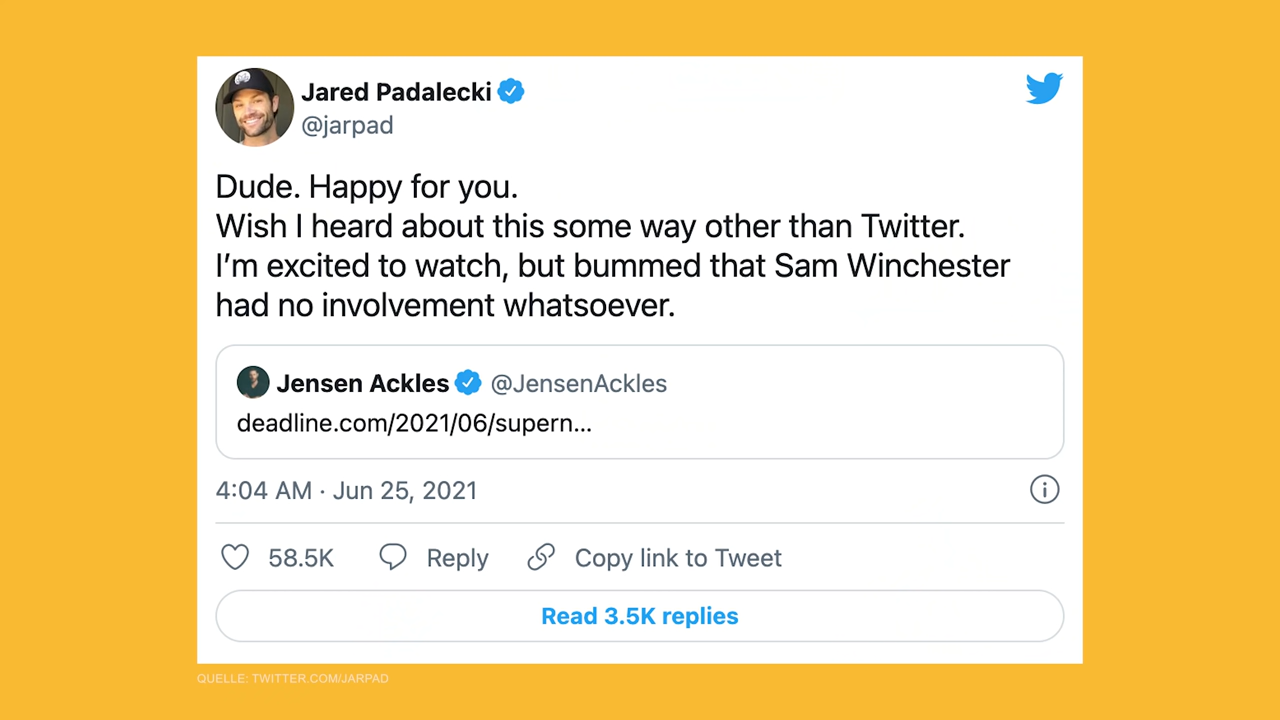 Jared Padalecki
@jarpad
Dude. Happy for you.
Wish I heard about this some way other than Twitter.
I’m excited to watch, but bummed that Sam Winchester
had no involvement whatsoever.
Jensen Ackles @JensenAckles
deadline.com/2021/06/supern...
4:04 AM · Jun 25, 2021
58.5K Reply Copy link to Tweet
Read 3.5K replies
QUELLE: TWITTER.COM/JARPAD